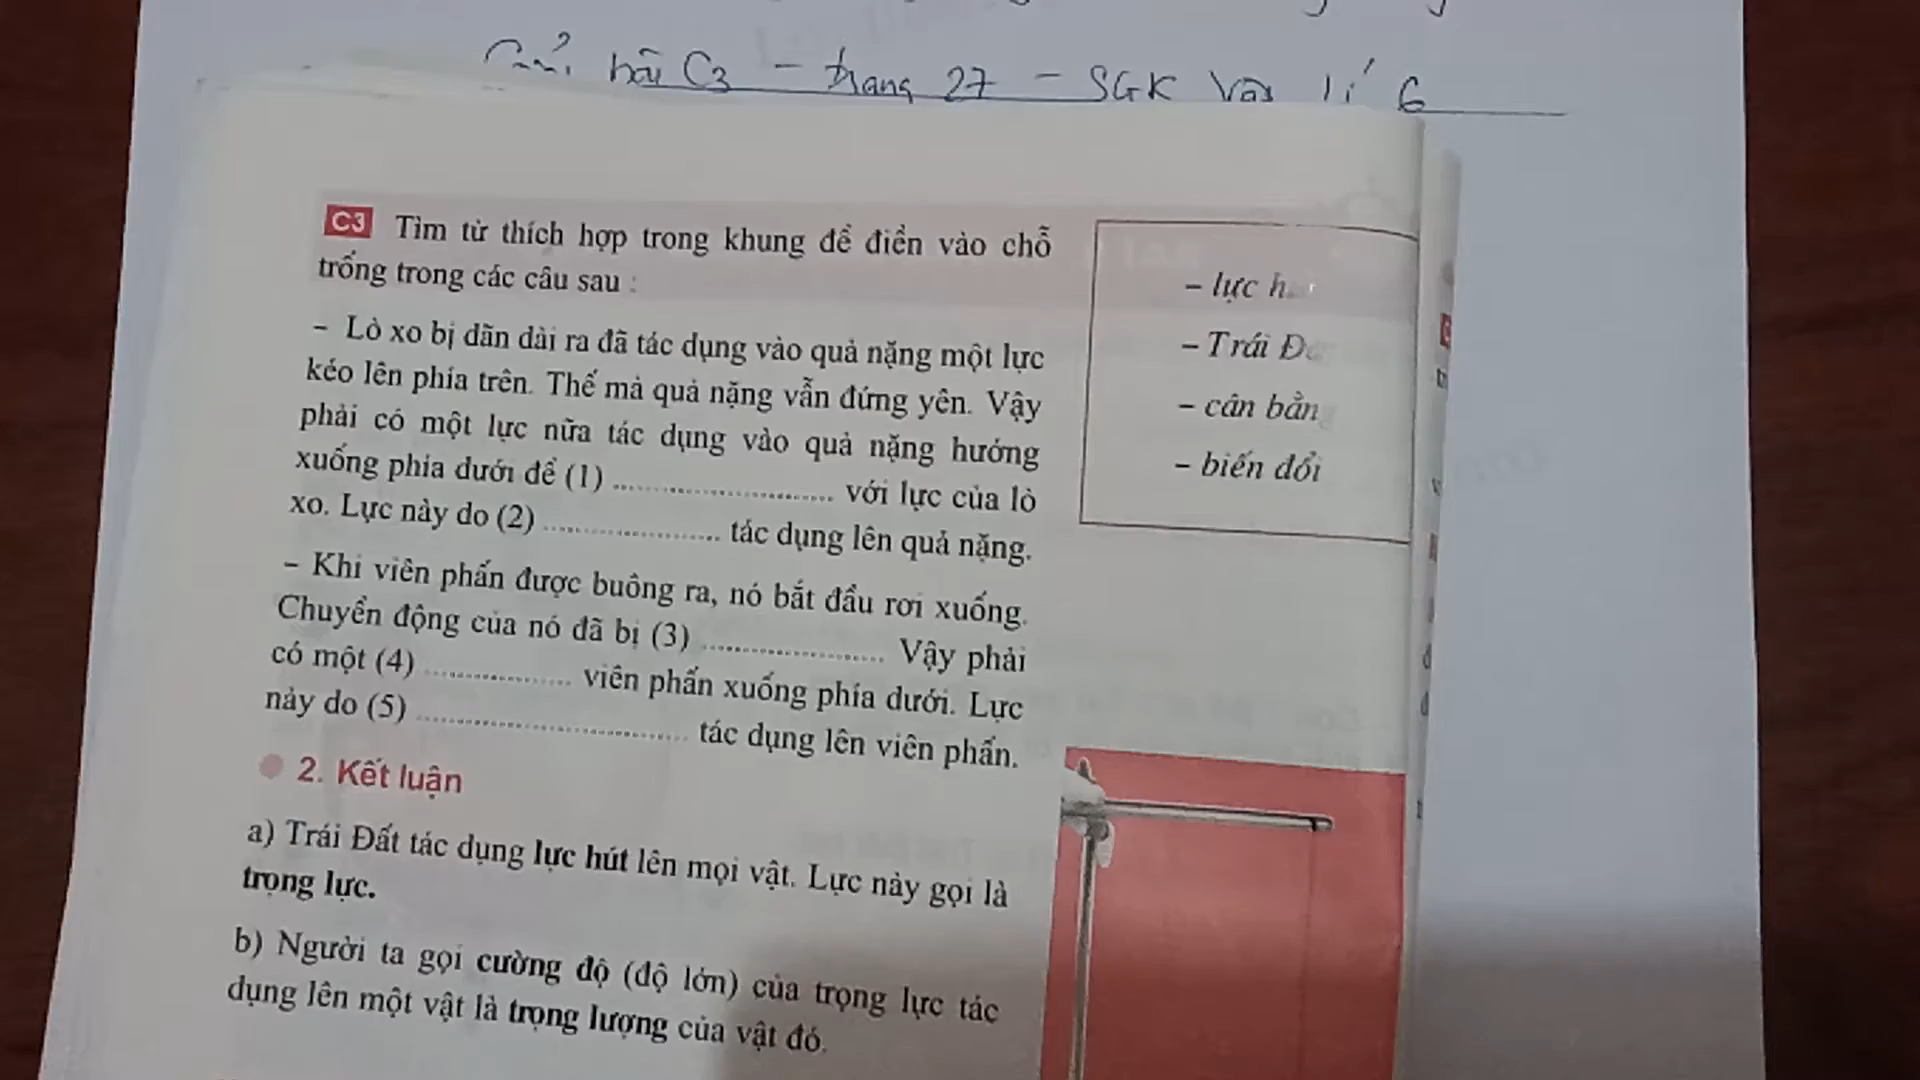 bài C3 - trang 27 - SGK Vật lí 6
C3 Tìm từ thích hợp trong khung để điền vào chỗ
trống trong các câu sau :
- Lò xo bị dãn dài ra đã tác dụng vào quả nặng một lực
kéo lên phía trên. Thế mà quả nặng vẫn đứng yên. Vậy
phải có một lực nữa tác dụng vào quả nặng hướng
xuống phía dưới để (1) .......................... với lực của lò
xo. Lực này do (2) ..................... tác dụng lên quả nặng.
- Khi viên phấn được buông ra, nó bắt đầu rơi xuống.
Chuyển động của nó đã bị (3) ..................... Vậy phải
có một (4) ................. viên phấn xuống phía dưới. Lực
này do (5) ................................ tác dụng lên viên phấn.
- lực
- Trái
- cân bằng
- biến đổi
2. Kết luận
a) Trái Đất tác dụng lực hút lên mọi vật. Lực này gọi là
trọng lực.
b) Người ta gọi cường độ (độ lớn) của trọng lực tác
dụng lên một vật là trọng lượng của vật đó.